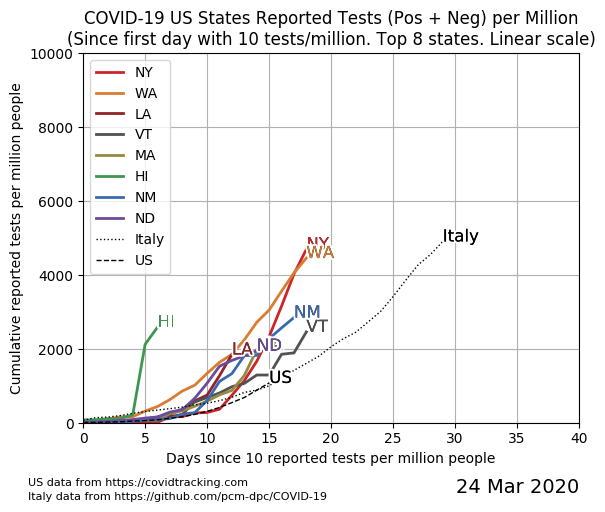 COVID-19 US States Reported Tests (Pos + Neg) per Million
(Since first day with 10 tests/million. Top 8 states. Linear scale)
Cumulative reported tests per million people
10000
8000
6000
4000
2000
0
NY
WA
LA
VT
MA
HI
NM
ND
Italy
US
NY
WA
Italy
HI
NM
VT
LA
ND
US
0 5 10 15 20 25 30 35 40
Days since 10 reported tests per million people
US data from https://covidtracking.com
Italy data from https://github.com/pcm-dpc/COVID-19
24 Mar 2020